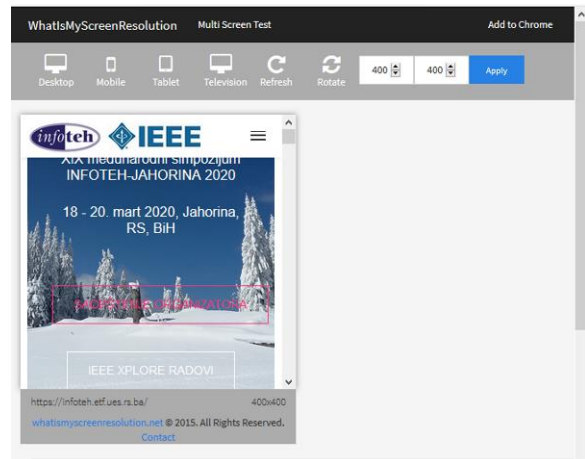 WhatIsMyScreenResolution Multi Screen Test Add to Chrome
Desktop Mobile Tablet Television Refresh Rotate 400 400 Apply
infoteh IEEE
XIX međunarodni simpozijum
INFOTEH-JAHORINA 2020
18 - 20. mart 2020, Jahorina,
RS, BiH
SAOPŠTENJE ORGANIZATORA
IEEE XPLORE RADOVI
https://infoteh.etf.ues.rs.ba/ 400x400
whatismyscreenresolution.net © 2015. All Rights Reserved.
Contact